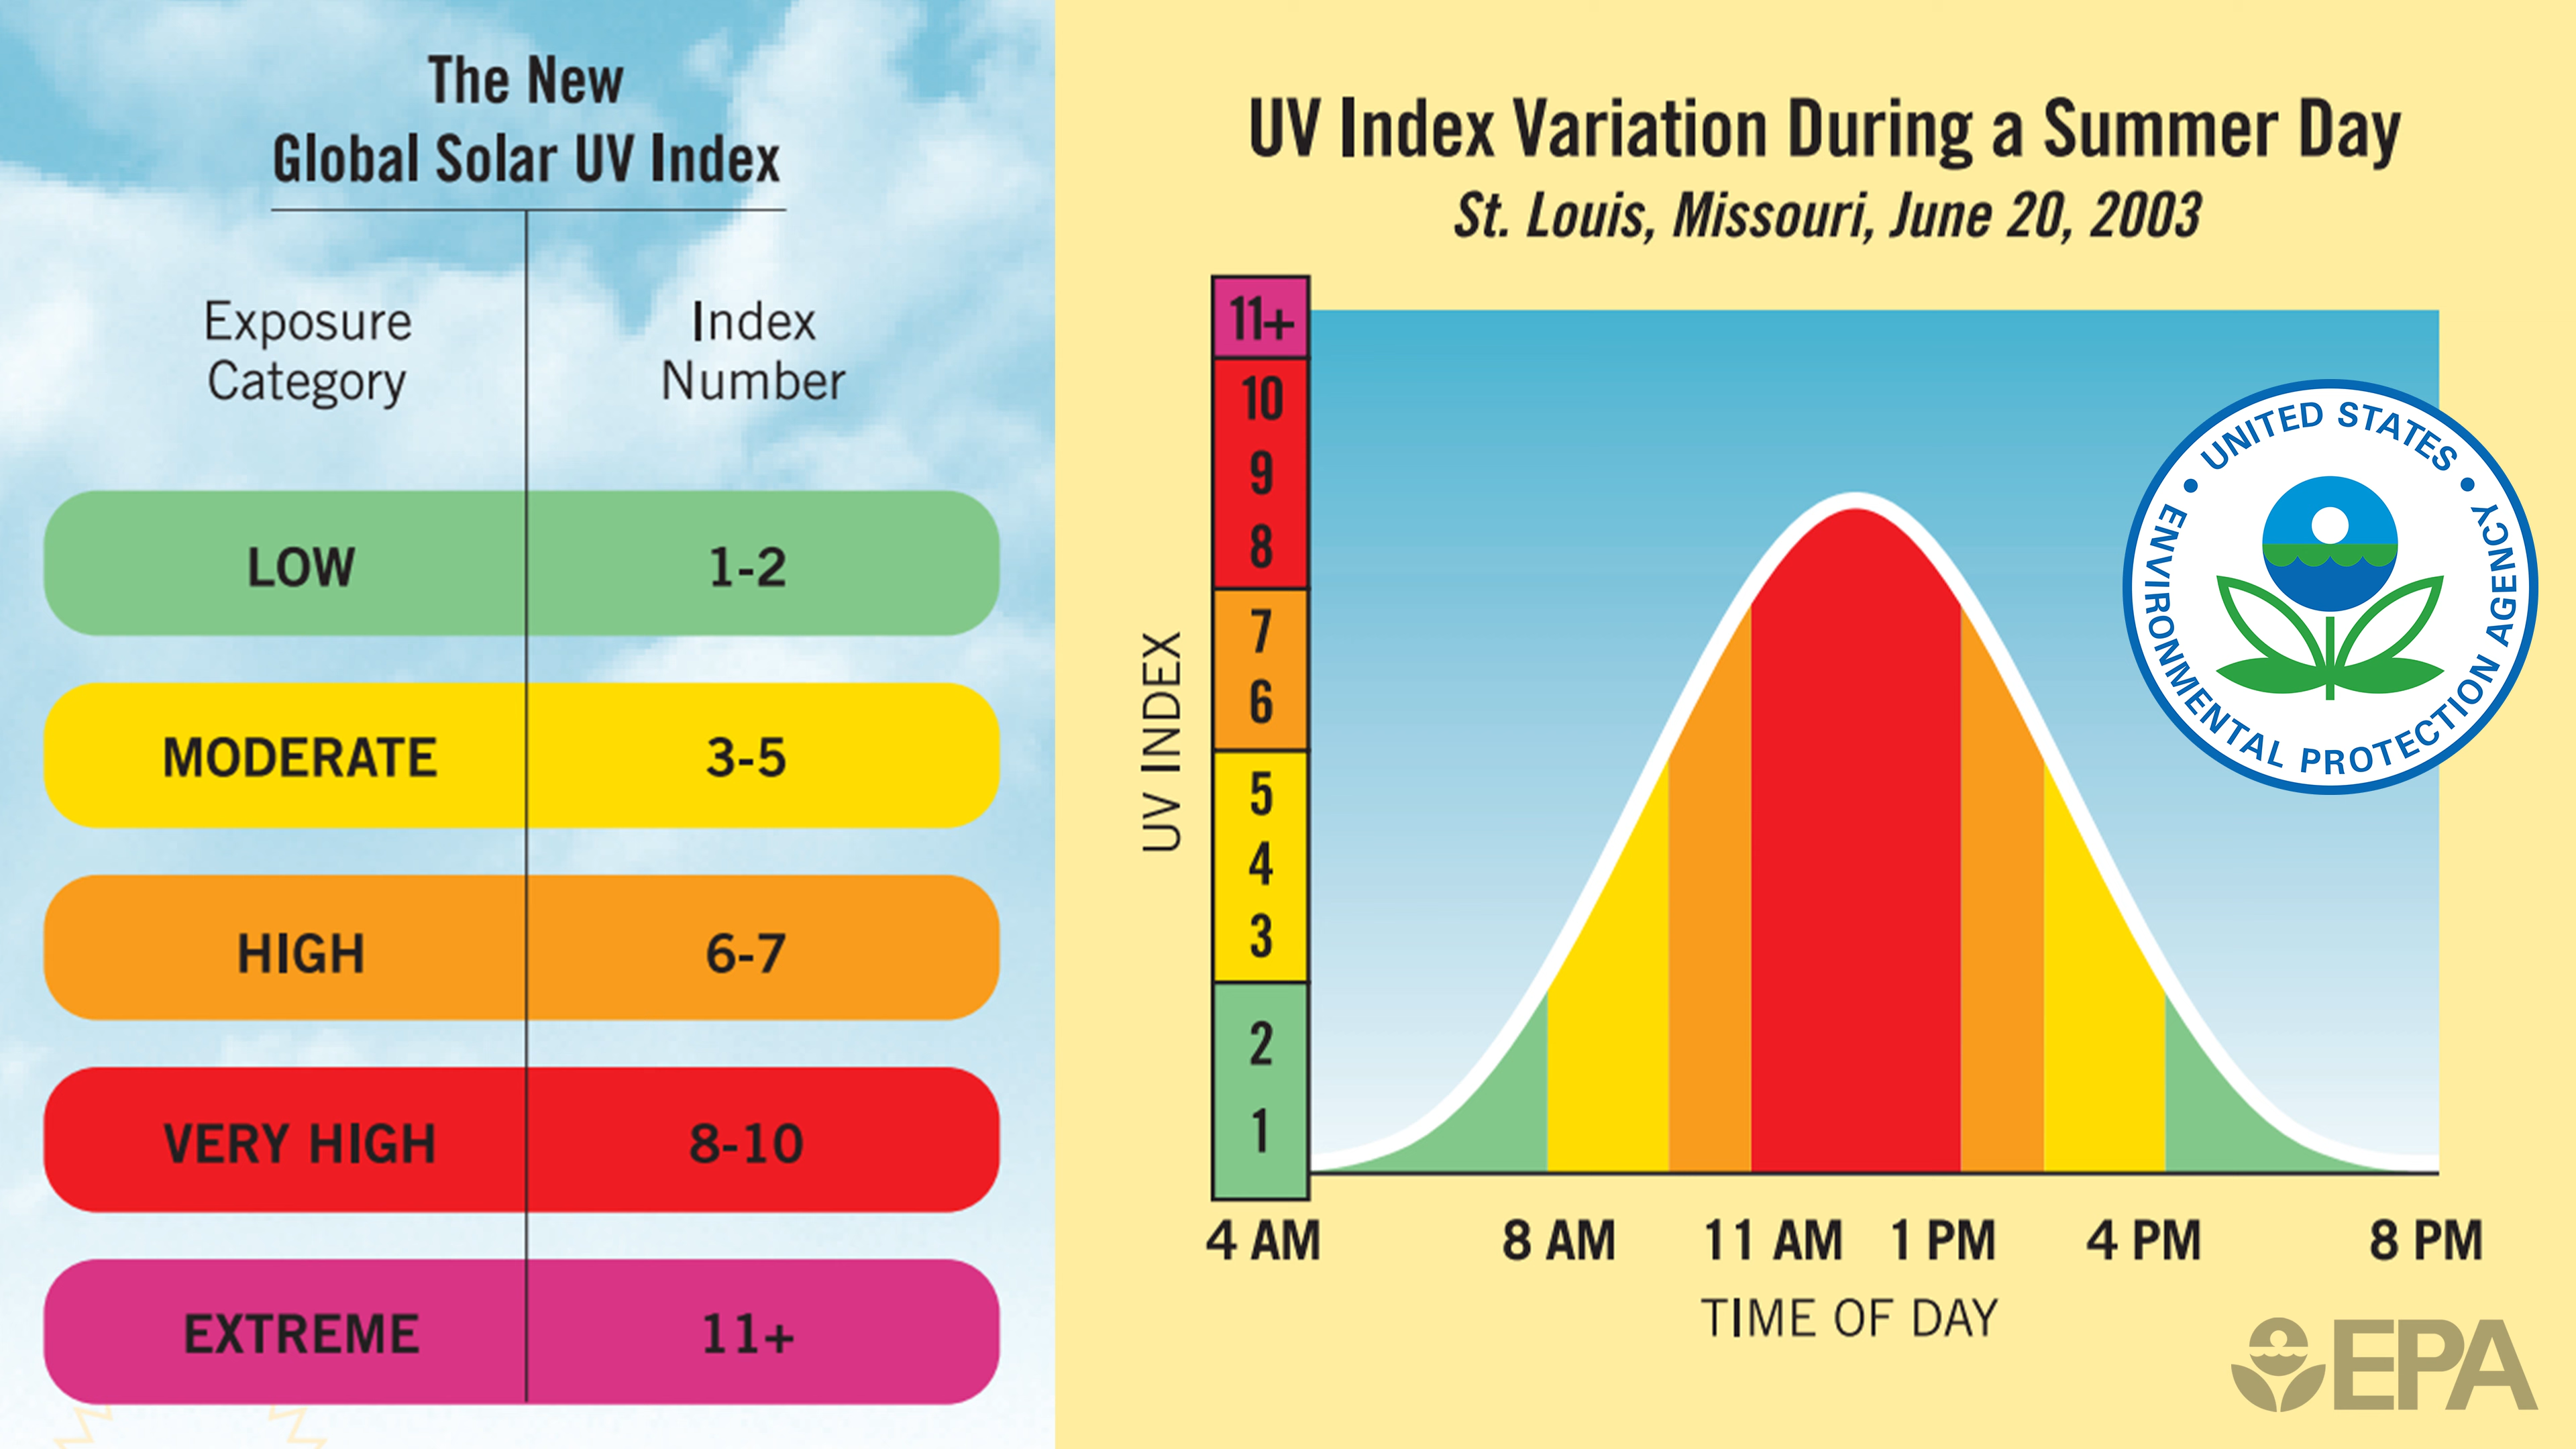 The New
Global Solar UV Index
Exposure
Category
Index
Number
LOW 1-2
MODERATE 3-5
HIGH 6-7
VERY HIGH 8-10
EXTREME 11+
UV Index Variation During a Summer Day
St. Louis, Missouri, June 20, 2003
UV INDEX
11+
10
9
8
7
6
5
4
3
2
1
4 AM 8 AM 11 AM 1 PM 4 PM 8 PM
TIME OF DAY
UNITED STATES • ENVIRONMENTAL PROTECTION AGENCY •
EPA